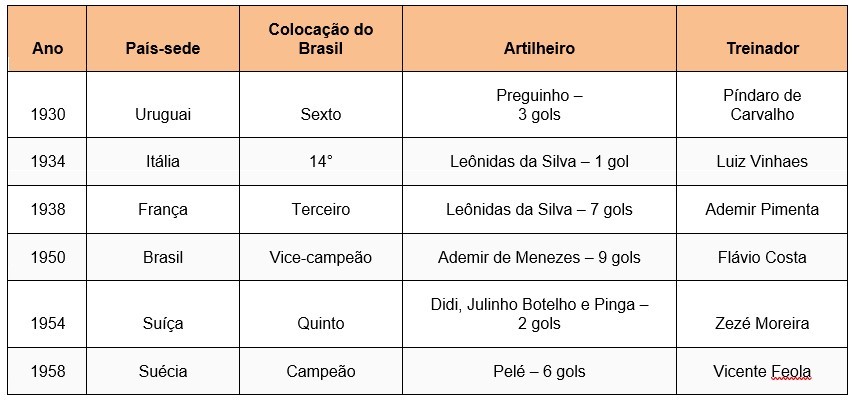 Ano País-sede Colocação do Brasil Artilheiro Treinador
1930 Uruguai Sexto Preguinho – 3 gols Píndaro de Carvalho
1934 Itália 14° Leônidas da Silva – 1 gol Luiz Vinhaes
1938 França Terceiro Leônidas da Silva – 7 gols Ademir Pimenta
1950 Brasil Vice-campeão Ademir de Menezes – 9 gols Flávio Costa
1954 Suíça Quinto Didi, Julinho Botelho e Pinga – 2 gols Zezé Moreira
1958 Suécia Campeão Pelé – 6 gols Vicente Feola